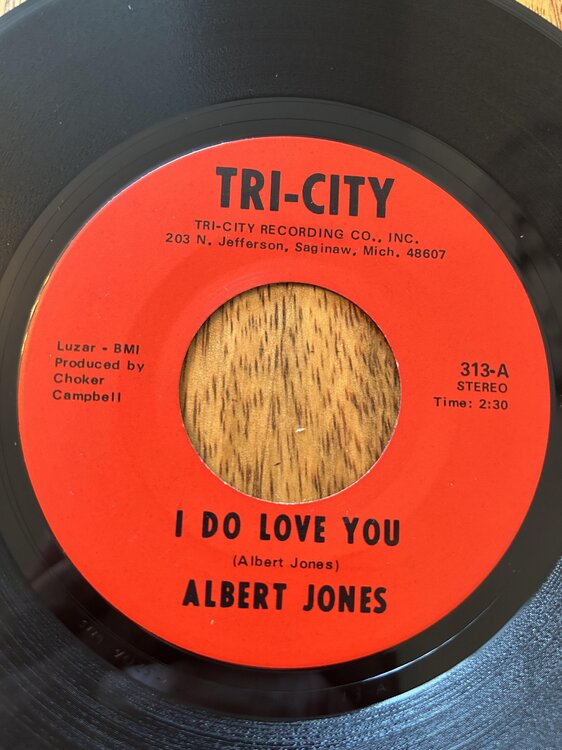 TRI-CITY
TRI-CITY RECORDING CO., INC.
203 N. Jefferson, Saginaw, Mich. 48607
Luzar - BMI
Produced by
Choker
Campbell
313-A
STEREO
Time: 2:30
I DO LOVE YOU
(Albert Jones)
ALBERT JONES